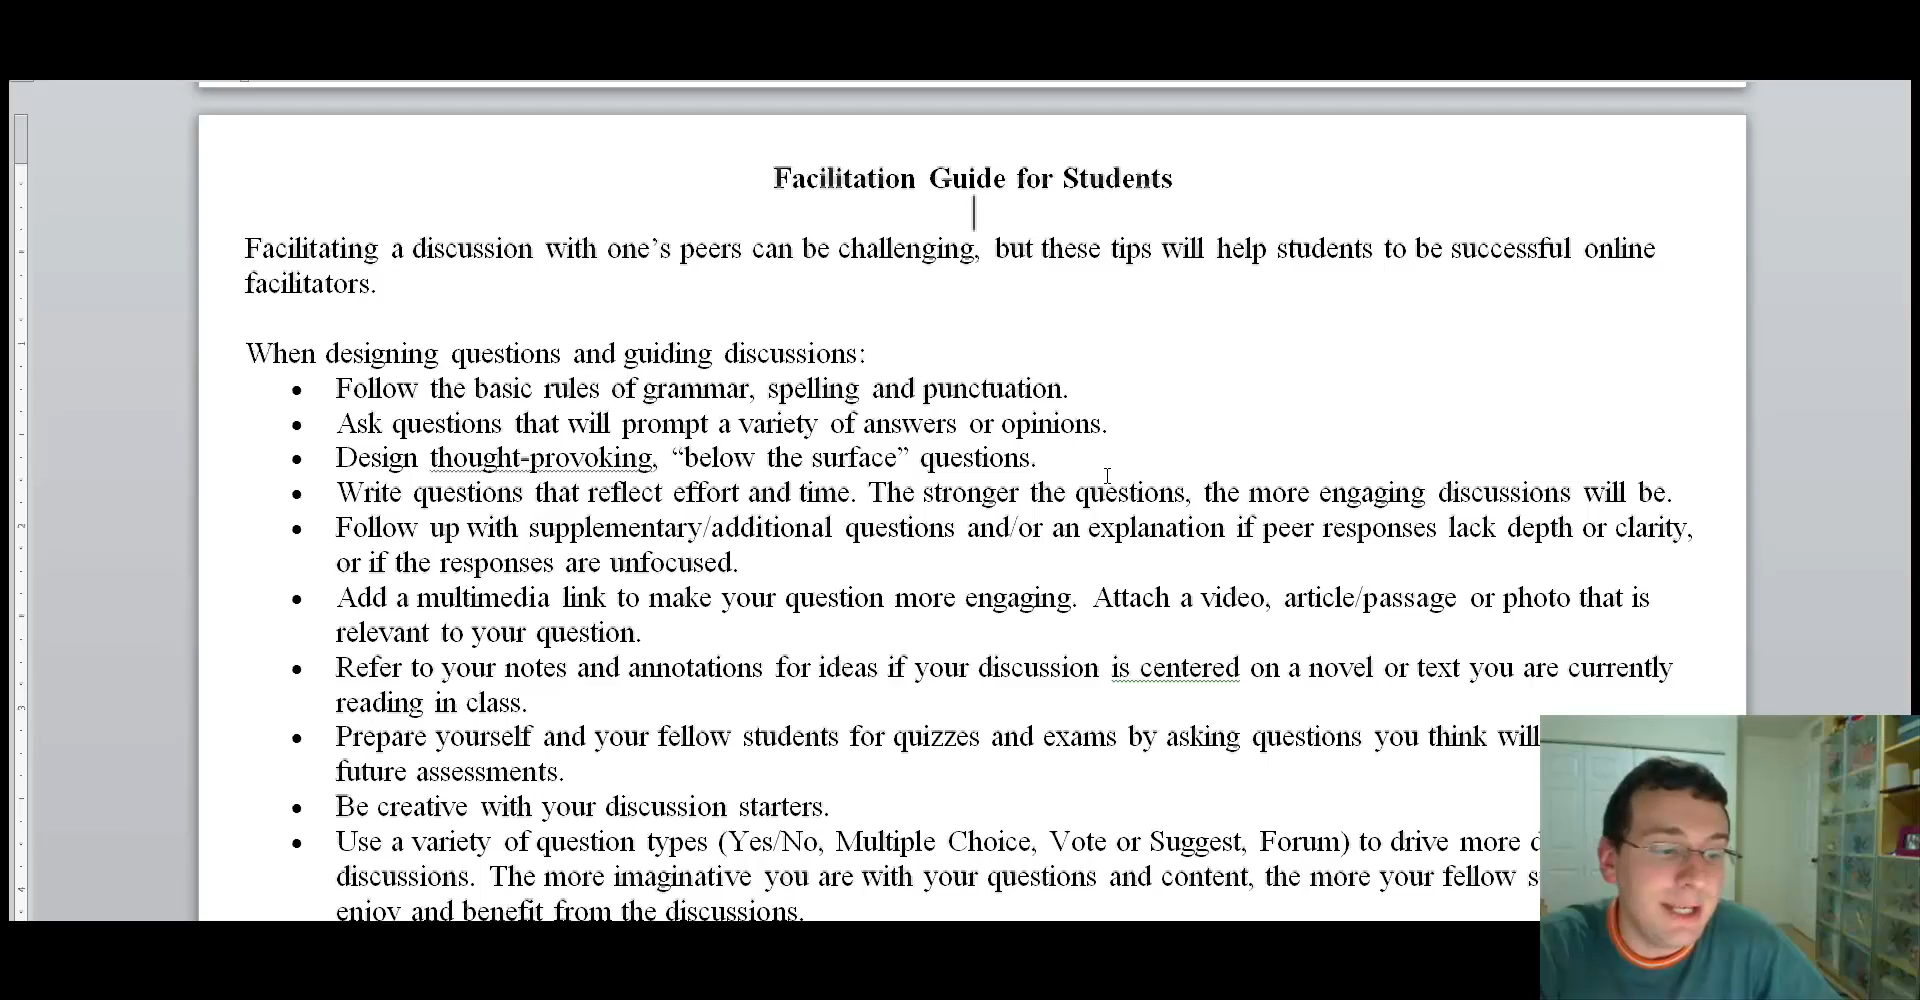 Facilitation Guide for Students
Facilitating a discussion with one’s peers can be challenging, but these tips will help students to be successful online
facilitators.
When designing questions and guiding discussions:
• Follow the basic rules of grammar, spelling and punctuation.
• Ask questions that will prompt a variety of answers or opinions.
• Design thought-provoking, “below the surface” questions.
• Write questions that reflect effort and time. The stronger the questions, the more engaging discussions will be.
• Follow up with supplementary/additional questions and/or an explanation if peer responses lack depth or clarity,
or if the responses are unfocused.
• Add a multimedia link to make your question more engaging. Attach a video, article/passage or photo that is
relevant to your question.
• Refer to your notes and annotations for ideas if your discussion is centered on a novel or text you are currently
reading in class.
• Prepare yourself and your fellow students for quizzes and exams by asking questions you think will
future assessments.
• Be creative with your discussion starters.
• Use a variety of question types (Yes/No, Multiple Choice, Vote or Suggest, Forum) to drive more
discussions. The more imaginative you are with your questions and content, the more your fellow
enjoy and benefit from the discussions.
1
2
3
4